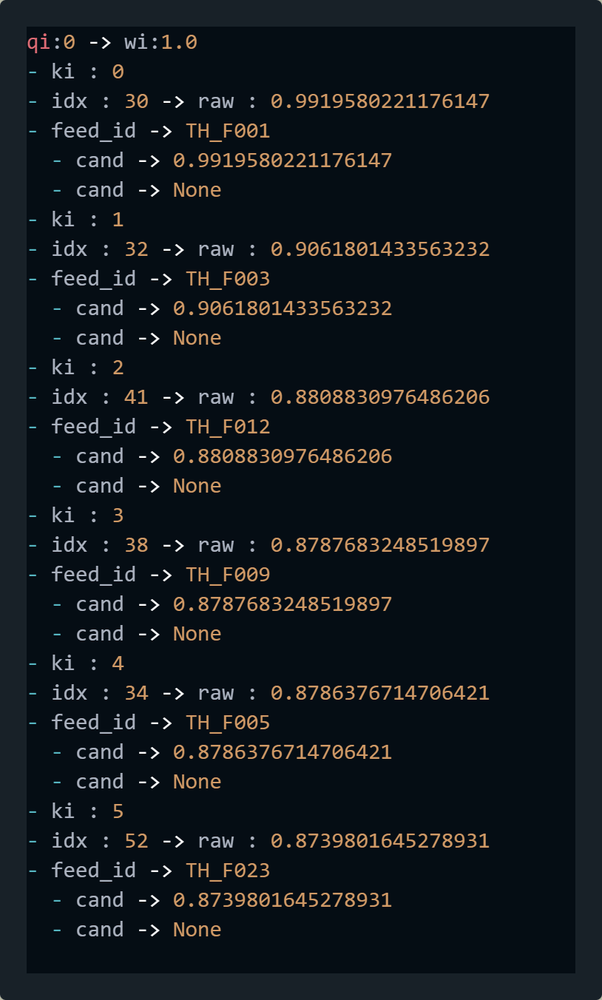 qi:0 -> wi:1.0
- ki : 0
- idx : 30 -> raw : 0.9919580221176147
- feed_id -> TH_F001
  - cand -> 0.9919580221176147
  - cand -> None
- ki : 1
- idx : 32 -> raw : 0.9061801433563232
- feed_id -> TH_F003
  - cand -> 0.9061801433563232
  - cand -> None
- ki : 2
- idx : 41 -> raw : 0.8808830976486206
- feed_id -> TH_F012
  - cand -> 0.8808830976486206
  - cand -> None
- ki : 3
- idx : 38 -> raw : 0.8787683248519897
- feed_id -> TH_F009
  - cand -> 0.8787683248519897
  - cand -> None
- ki : 4
- idx : 34 -> raw : 0.8786376714706421
- feed_id -> TH_F005
  - cand -> 0.8786376714706421
  - cand -> None
- ki : 5
- idx : 52 -> raw : 0.8739801645278931
- feed_id -> TH_F023
  - cand -> 0.8739801645278931
  - cand -> None